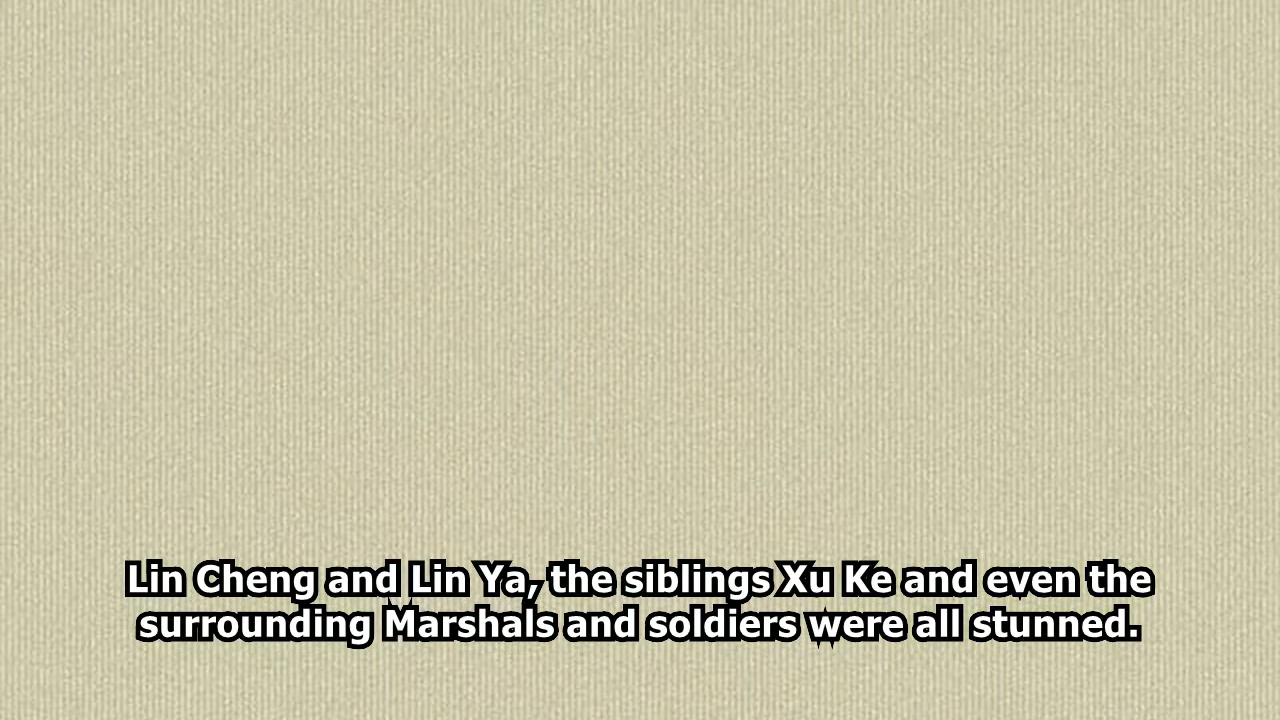 Lin Cheng and Lin Ya, the siblings Xu Ke and even the
surrounding Marshals and soldiers were all stunned.